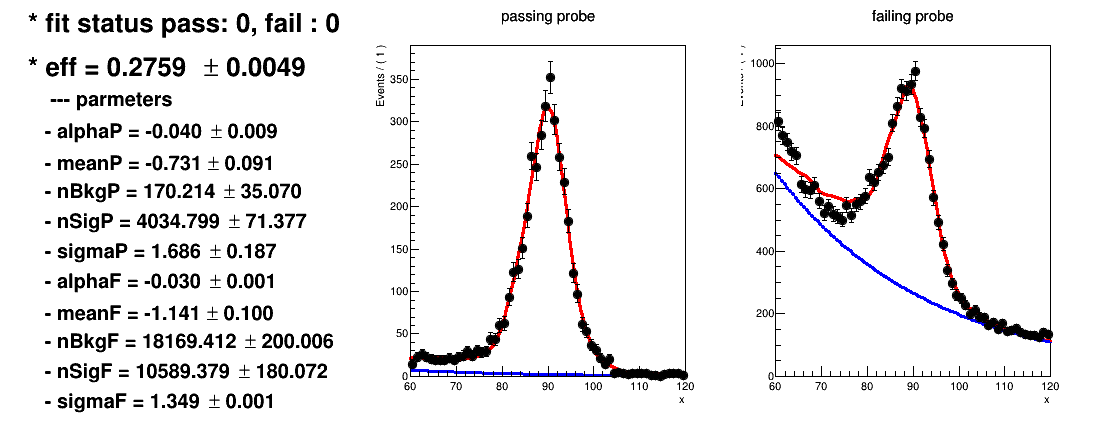 * fit status pass: 0, fail : 0
* eff = 0.2759 ± 0.0049
--- parmeters
- alphaP = -0.040 ± 0.009
- meanP = -0.731 ± 0.091
- nBkgP = 170.214 ± 35.070
- nSigP = 4034.799 ± 71.377
- sigmaP = 1.686 ± 0.187
- alphaF = -0.030 ± 0.001
- meanF = -1.141 ± 0.100
- nBkgF = 18169.412 ± 200.006
- nSigF = 10589.379 ± 180.072
- sigmaF = 1.349 ± 0.001
passing probe
Events / ( 1 )
350
300
250
200
150
100
50
0
60 70 80 90 100 110 120
x
failing probe
1000
800
600
400
200
0
60 70 80 90 100 110 120
x